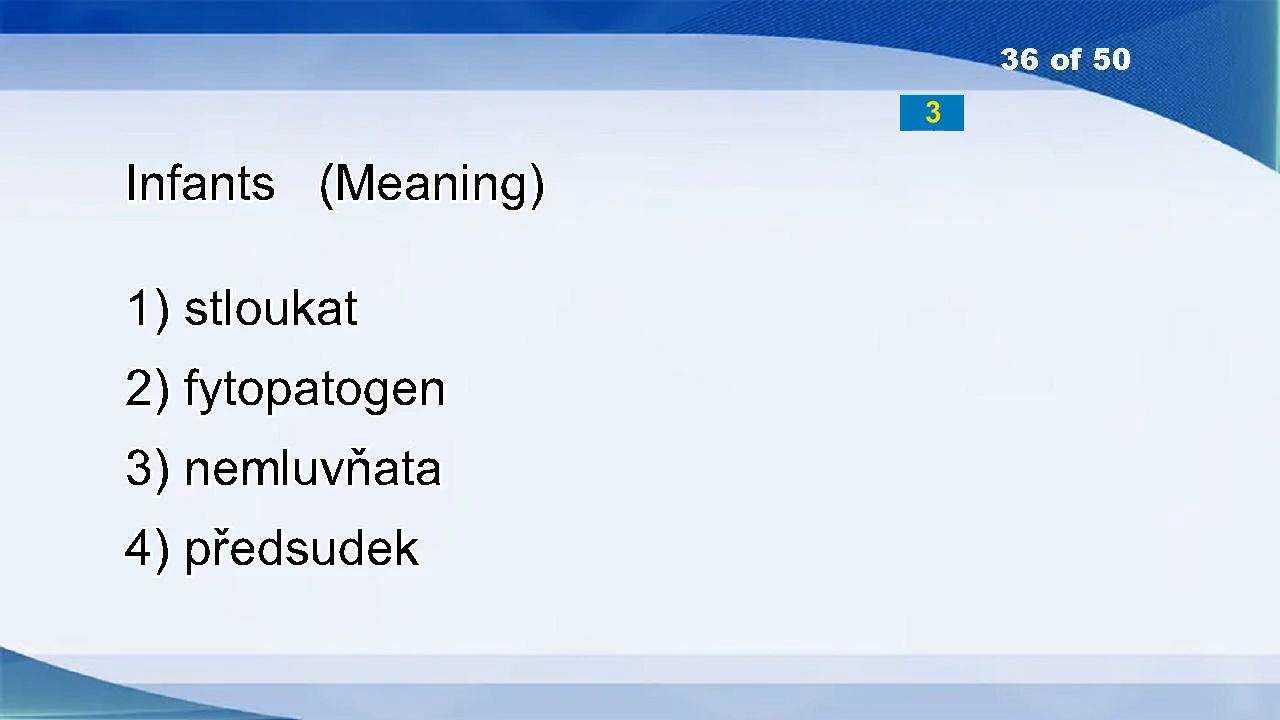 36 of 50
3
Infants (Meaning)
1) stloukat
2) fytopatogen
3) nemluvňata
4) předsudek